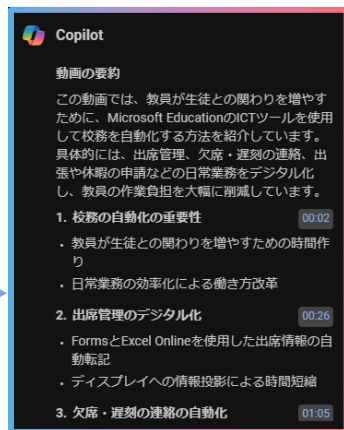 Copilot
動画の要約
この動画では、教員が生徒との関わりを増やす
ために、Microsoft EducationのICTツールを使用
して校務を自動化する方法を紹介しています。
具体的には、出席管理、欠席・遅刻の連絡、出
張や休暇の申請などの日常業務をデジタル化
し、教員の作業負担を大幅に削減しています。
1. 校務の自動化の重要性 00:02
・教員が生徒との関わりを増やすための時間作
り
・日常業務の効率化による働き方改革
2. 出席管理のデジタル化 00:26
・FormsとExcel Onlineを使用した出席情報の自
動転記
・ディスプレイへの情報投影による時間短縮
3. 欠席・遅刻の連絡の自動化 01:05